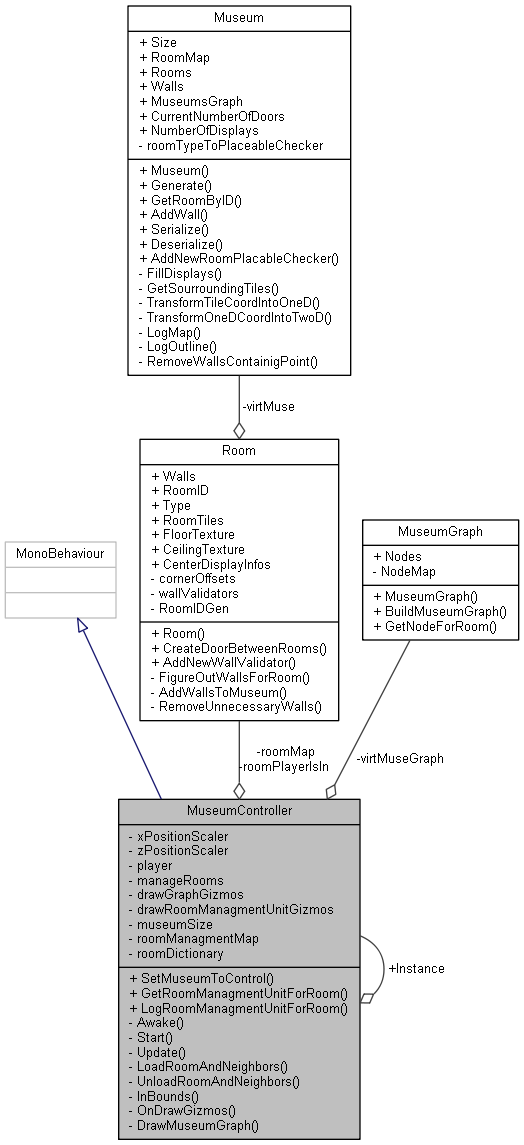 Museum
+ Size
+ RoomMap
+ Rooms
+ Walls
+ MuseumsGraph
+ CurrentNumberOfDoors
+ NumberOfDisplays
- roomTypeToPlaceableChecker
+ Museum()
+ Generate()
+ GetRoomByID()
+ AddWall()
+ Serialize()
+ Deserialize()
+ AddNewRoomPlacableChecker()
- FillDisplays()
- GetSourroundingTiles()
- TransformTileCoordIntoOneD()
- TransformOneDCoordIntoTwoD()
- LogMap()
- LogOutline()
- RemoveWallsContainigPoint()
-virtMuse
Room
+ Walls
+ RoomID
+ Type
+ RoomTiles
+ FloorTexture
+ CeilingTexture
+ CenterDisplayInfos
- cornerOffsets
- wallValidators
- RoomIDGen
+ Room()
+ CreateDoorBetweenRooms()
+ AddNewWallValidator()
- FigureOutWallsForRoom()
- AddWallsToMuseum()
- RemoveUnnecessaryWalls()
MuseumGraph
+ Nodes
- NodeMap
+ MuseumGraph()
+ BuildMuseumGraph()
+ GetNodeForRoom()
MonoBehaviour
-roomMap
-roomPlayerIsIn
-virtMuseGraph
MuseumController
- xPositionScaler
- zPositionScaler
- player
- manageRooms
- drawGraphGizmos
- drawRoomManagmentUnitGizmos
- museumSize
- roomManagmentMap
- roomDictionary
+ SetMuseumToControl()
+ GetRoomManagmentUnitForRoom()
+ LogRoomManagmentUnitForRoom()
- Awake()
- Start()
- Update()
- LoadRoomAndNeighbors()
- UnloadRoomAndNeighbors()
- InBounds()
- OnDrawGizmos()
- DrawMuseumGraph()
+Instance